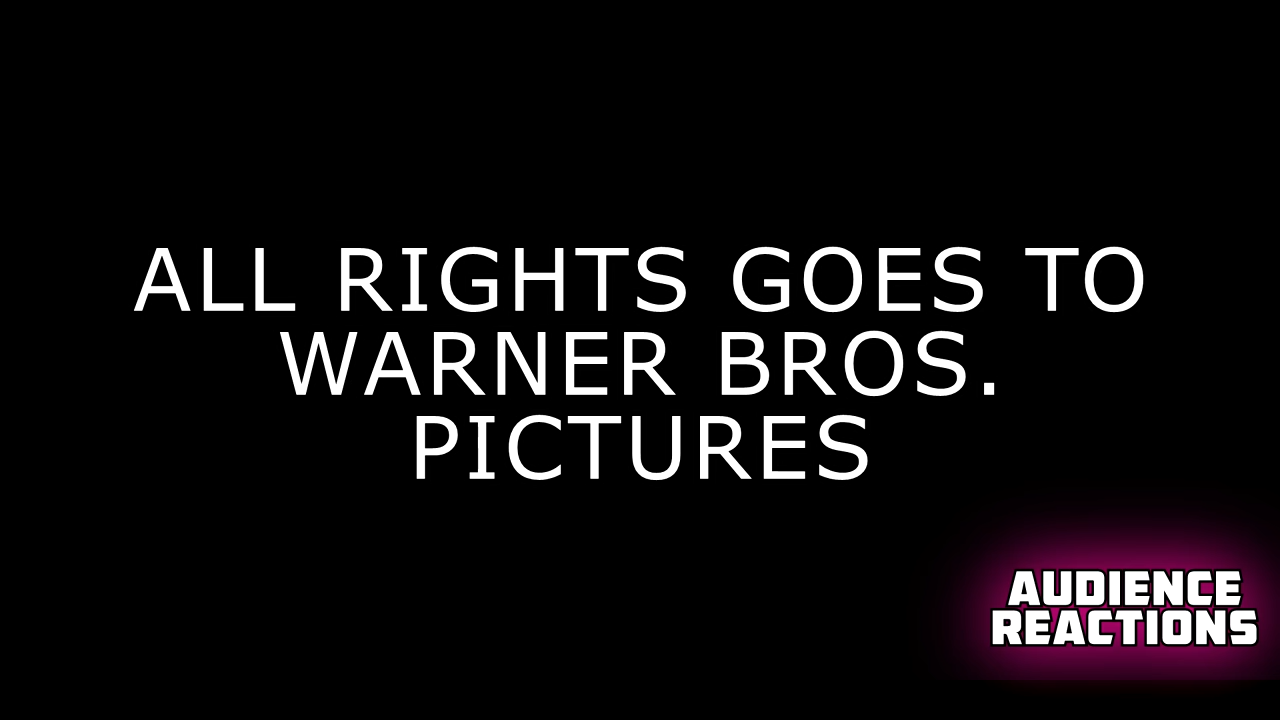 ALL RIGHTS GOES TO
WARNER BROS.
PICTURES
AUDIENCE
REACTIONS